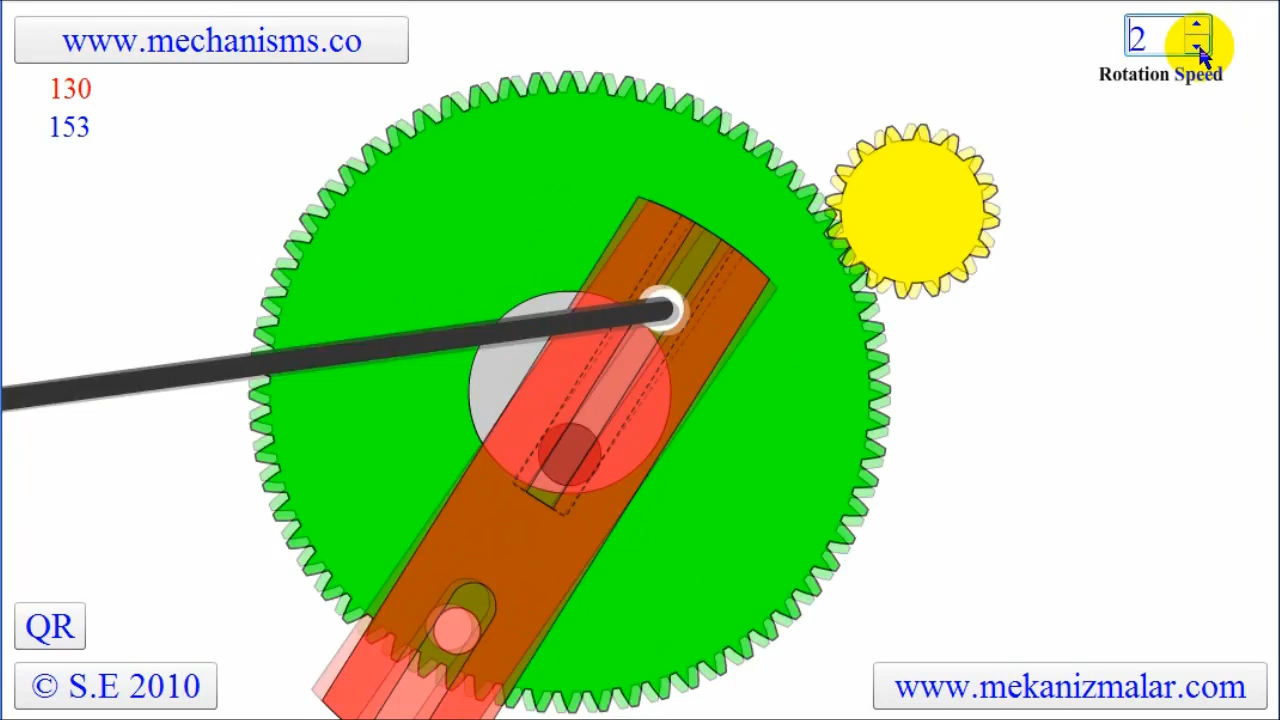 www.mechanisms.co
2
Rotation Speed
130
153
QR
© S.E 2010
www.mekanizmalar.com